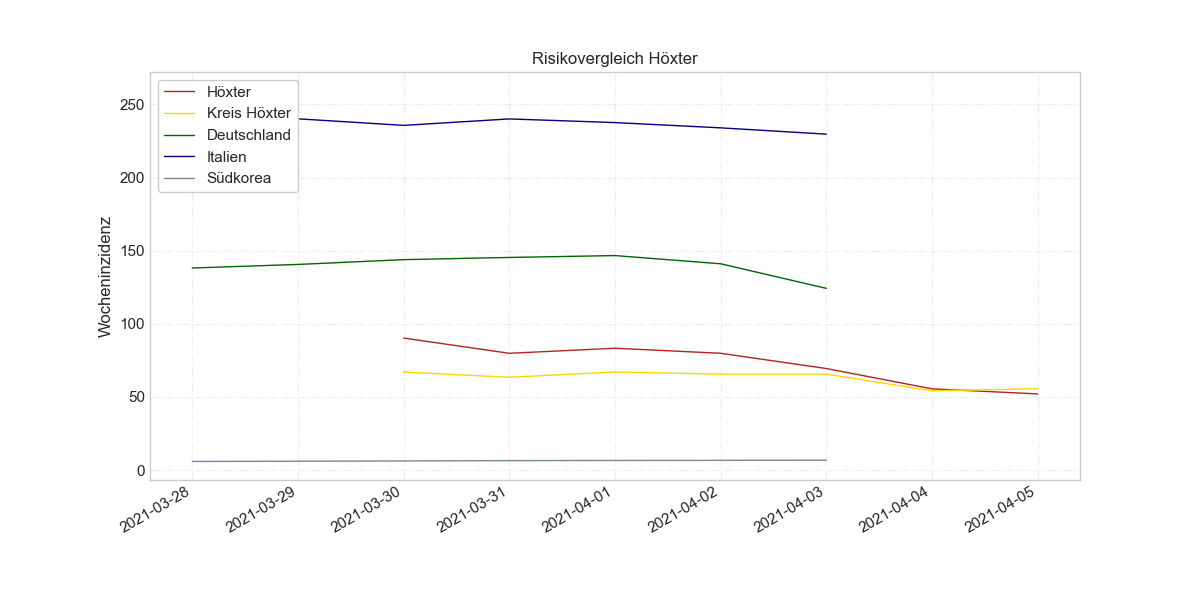 Risikovergleich Höxter
Höxter
Kreis Höxter
Deutschland
Italien
Südkorea
Wocheninzidenz
250
200
150
100
50
0
2021-03-28
2021-03-29
2021-03-30
2021-03-31
2021-04-01
2021-04-02
2021-04-03
2021-04-04
2021-04-05